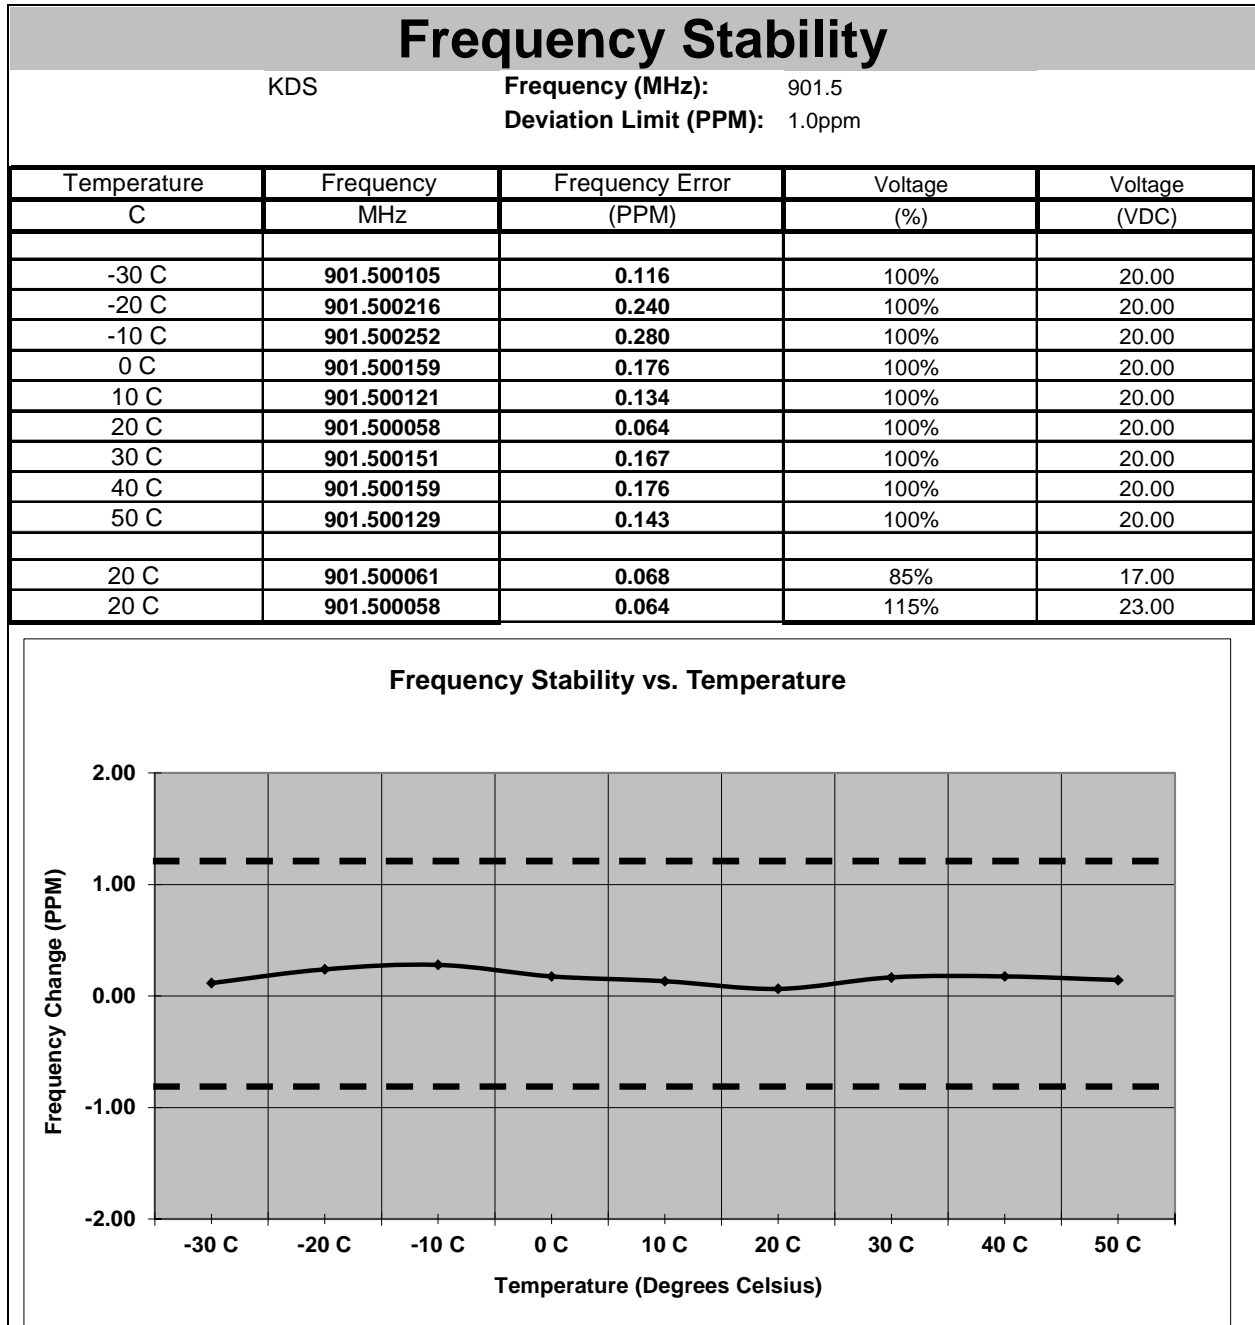 Frequency Stability
KDS Frequency (MHz): 901.5
Deviation Limit (PPM): 1.0ppm
Temperature Frequency Frequency Error Voltage Voltage
C MHz (PPM) (%) (VDC)
-30 C 901.500105 0.116 100% 20.00
-20 C 901.500216 0.240 100% 20.00
-10 C 901.500252 0.280 100% 20.00
0 C 901.500159 0.176 100% 20.00
10 C 901.500121 0.134 100% 20.00
20 C 901.500058 0.064 100% 20.00
30 C 901.500151 0.167 100% 20.00
40 C 901.500159 0.176 100% 20.00
50 C 901.500129 0.143 100% 20.00
20 C 901.500061 0.068 85% 17.00
20 C 901.500058 0.064 115% 23.00
Frequency Stability vs. Temperature
Frequency Change (PPM)
2.00
1.00
0.00
-1.00
-2.00
-30 C -20 C -10 C 0 C 10 C 20 C 30 C 40 C 50 C
Temperature (Degrees Celsius)